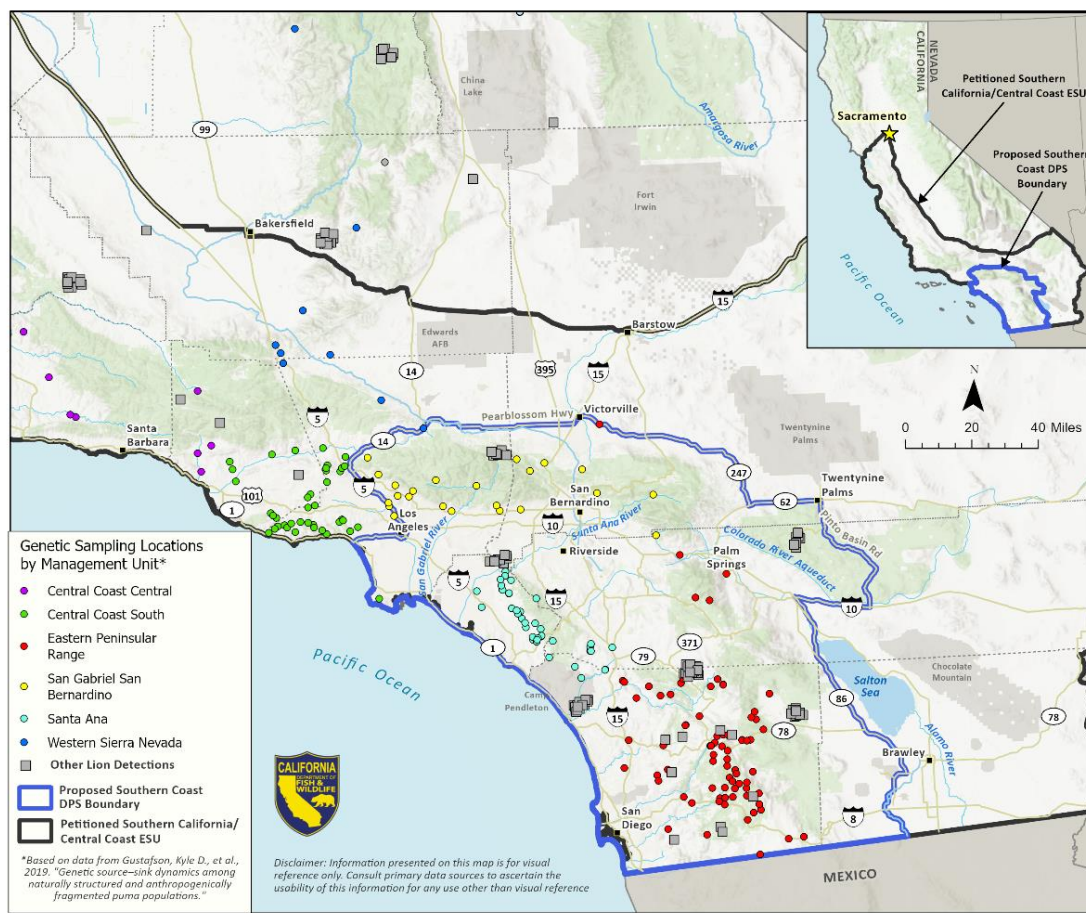 China
Lake
99
Amargosa River
Fort
Irwin
Bakersfield
15
Barstow
Edwards
AFB
14
395
15
5
Santa
Barbara
Pearblossom Hwy
Victorville
14
Twentynine
Palms
247
62
Twentynine
Palms
101
1
5
Los
Angeles
San Gabriel River
San
Bernardino
10
Santa Ana River
Riverside
Palm
Springs
Colorado River Aqueduct
Pinto Basin Rd
10
5
15
1
79
371
Camp
Pendleton
15
78
Salton
Sea
86
Chocolate
Mountain
78
Alamo River
Brawley
San
Diego
8
MEXICO
Pacific Ocean
NEVADA
CALIFORNIA
Petitioned Southern
California/Central Coast ESU
Sacramento
Proposed Southern
Coast DPS
Boundary
Pacific Ocean
N
0 20 40 Miles
Genetic Sampling Locations
by Management Unit*
Central Coast Central
Central Coast South
Eastern Peninsular
Range
San Gabriel San
Bernardino
Santa Ana
Western Sierra Nevada
Other Lion Detections
Proposed Southern Coast
DPS Boundary
Petitioned Southern California/
Central Coast ESU
*Based on data from Gustafson, Kyle D., et al.,
2019. "Genetic source–sink dynamics among
naturally structured and anthropogenically
fragmented puma populations."
CALIFORNIA
DEPARTMENT OF
FISH &
WILDLIFE
Disclaimer: Information presented on this map is for visual
reference only. Consult primary data sources to ascertain the
usability of this information for any use other than visual reference